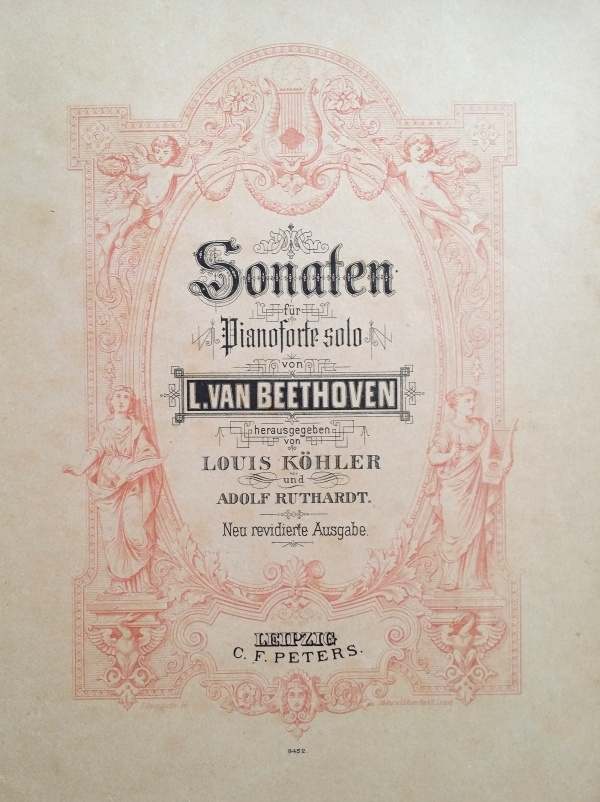 Sonaten
für
Pianoforte solo
von
L. VAN BEETHOVEN
herausgegeben
von
LOUIS KÖHLER
und
ADOLF RUTHARDT.
Neu revidierte Ausgabe.
LEIPZIG
C. F. PETERS.
9452